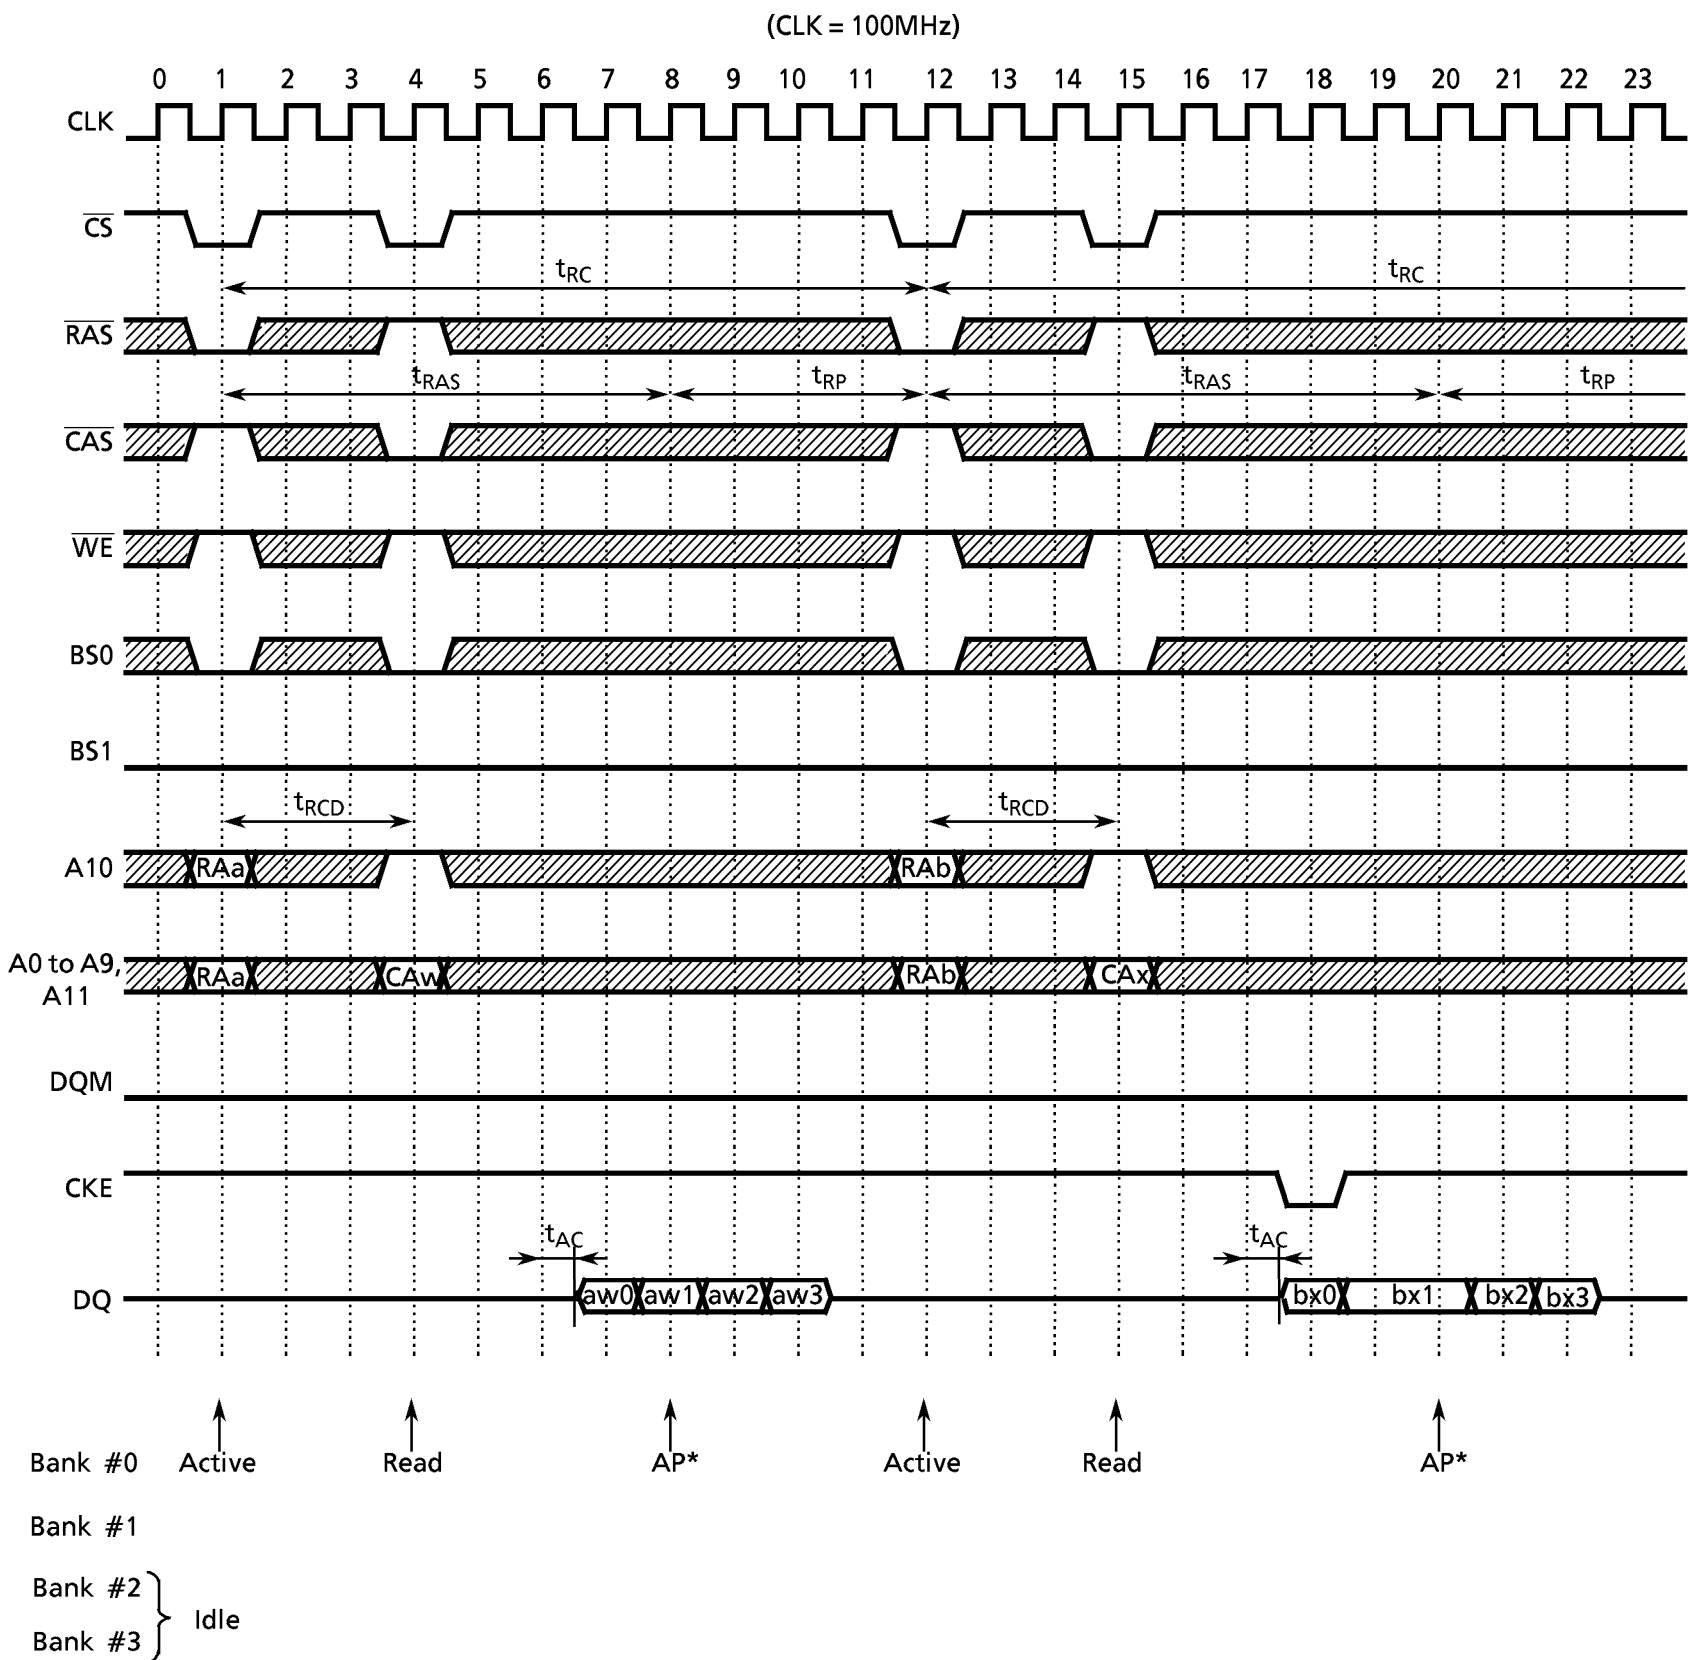 (CLK = 100MHz)
0 1 2 3 4 5 6 7 8 9 10 11 12 13 14 15 16 17 18 19 20 21 22 23
CLK
CS
tRC tRC
RAS
tRAS tRP tRAS tRP
CAS
WE
BS0
BS1
tRCD tRCD
A10 RAa RAb
A0 to A9, RAa CAw RAb CAx
A11
DQM
CKE
tAC tAC
DQ aw0 aw1 aw2 aw3 bx0 bx1 bx2 bx3
Bank #0 Active Read AP* Active Read AP*
Bank #1
Bank #2
Idle
Bank #3